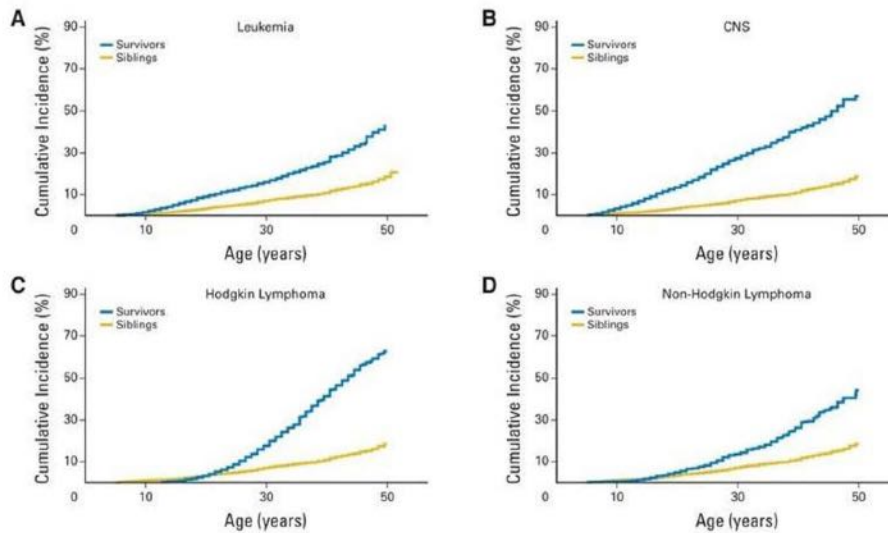 A
Leukemia
Survivors
Siblings
Cumulative Incidence (%)
90
70
50
30
10
0
10
30
50
Age (years)
B
CNS
Survivors
Siblings
Cumulative Incidence (%)
90
70
50
30
10
0
10
30
50
Age (years)
C
Hodgkin Lymphoma
Survivors
Siblings
Cumulative Incidence (%)
90
70
50
30
10
0
10
30
50
Age (years)
D
Non-Hodgkin Lymphoma
Survivors
Siblings
Cumulative Incidence (%)
90
70
50
30
10
0
10
30
50
Age (years)